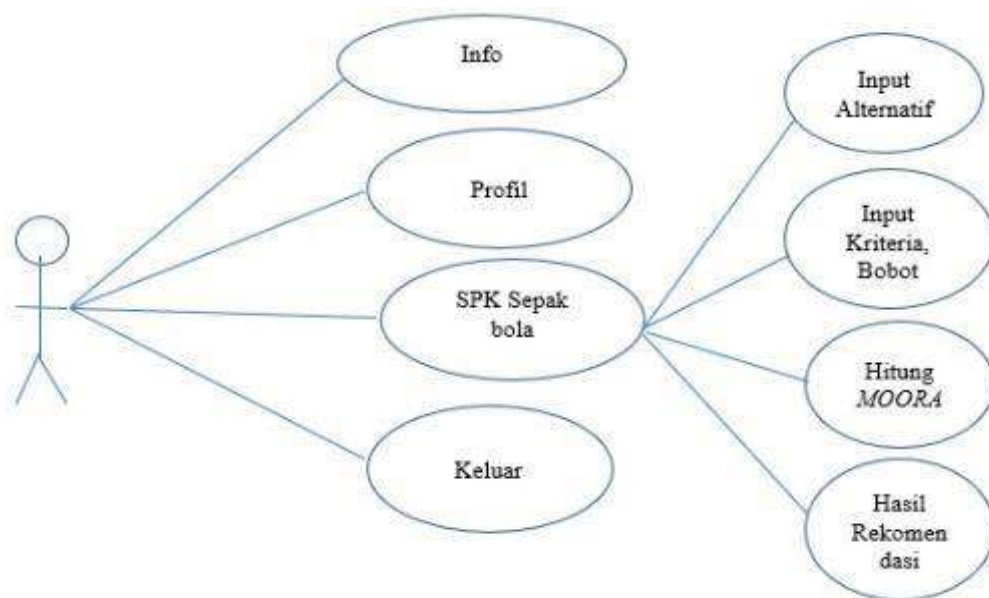 Info
Profil
SPK Sepak
bola
Keluar
Input
Alternatif
Input
Kriteria,
Bobot
Hitung
MOORA
Hasil
Rekomen
dasi